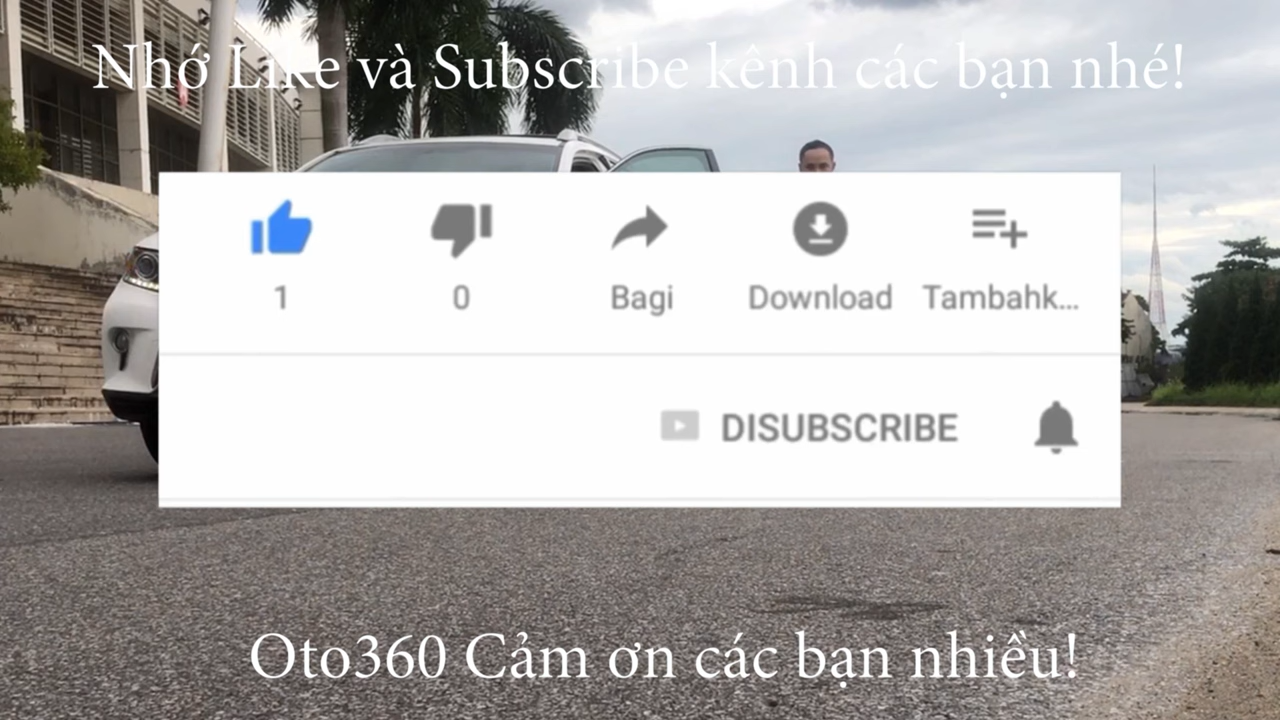 Nhớ Like và Subscribe kênh các bạn nhé!
1 0 Bagi Download Tambahk...
DISUBSCRIBE
Oto360 Cảm ơn các bạn nhiều!